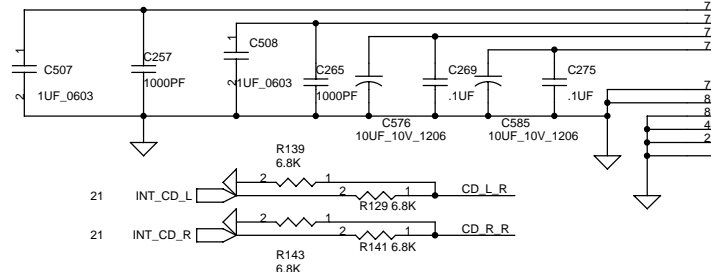 7
7
7
7
1
C507
2
1UF_0603
C257
1000PF
1
C508
2
1UF_0603
C265
1000PF
C576
10UF_10V_1206
C269
.1UF
C585
10UF_10V_1206
C275
.1UF
7
8
8
4
2
R139
6.8K
2 1
21 INT_CD_L
2 1
R129 6.8K
CD_L_R
2 1
21 INT_CD_R
2 1
R141 6.8K
CD_R_R
R143
6.8K